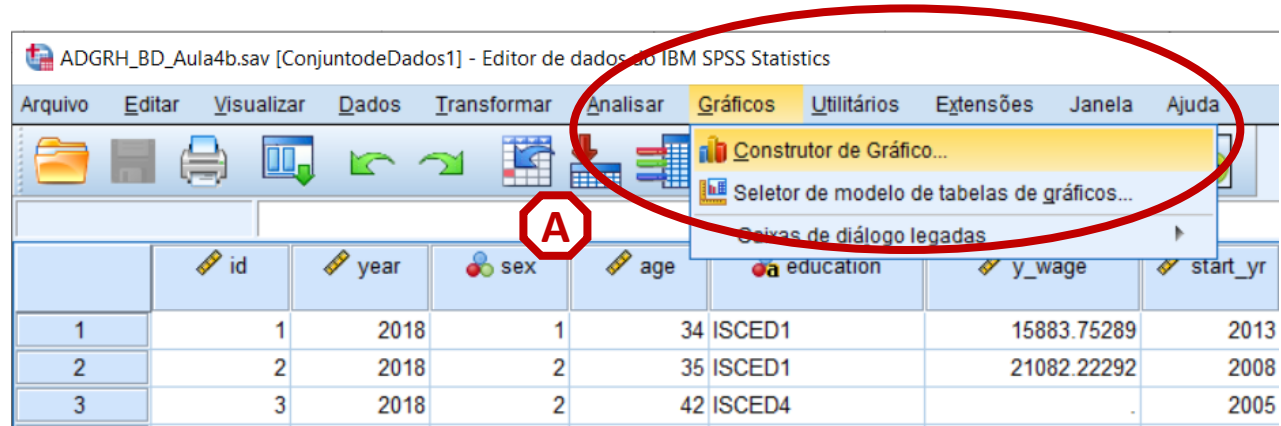 ADGRH_BD_Aula4b.sav [ConjuntodeDados1] - Editor de dados do IBM SPSS Statistics
Arquivo Editar Visualizar Dados Transformar Analisar Gráficos Utilitários Extensões Janela Ajuda
Construtor de Gráfico...
Seletor de modelo de tabelas de gráficos...
Caixas de diálogo legadas
A
id year sex age education y_wage start_yr
1 1 2018 1 34 ISCED1 15883.75289 2013
2 2 2018 2 35 ISCED1 21082.22292 2008
3 3 2018 2 42 ISCED4 . 2005